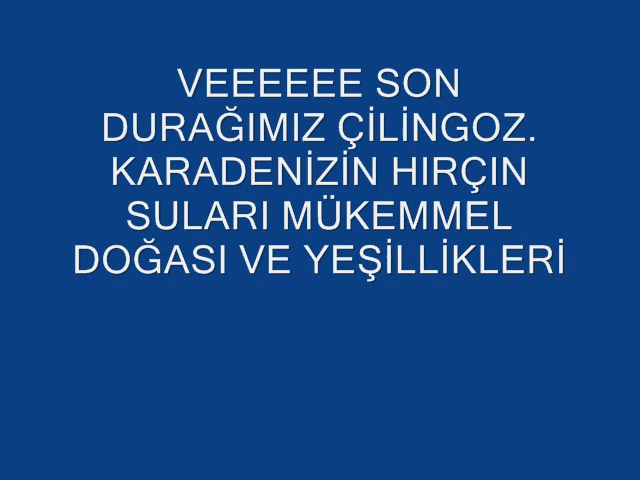 VEEEEEE SON
DURAĞIMIZ ÇİLİNGOZ.
KARADENİZİN HIRÇIN
SULARI MÜKEMMEL
DOĞASI VE YEŞİLLİKLERİ